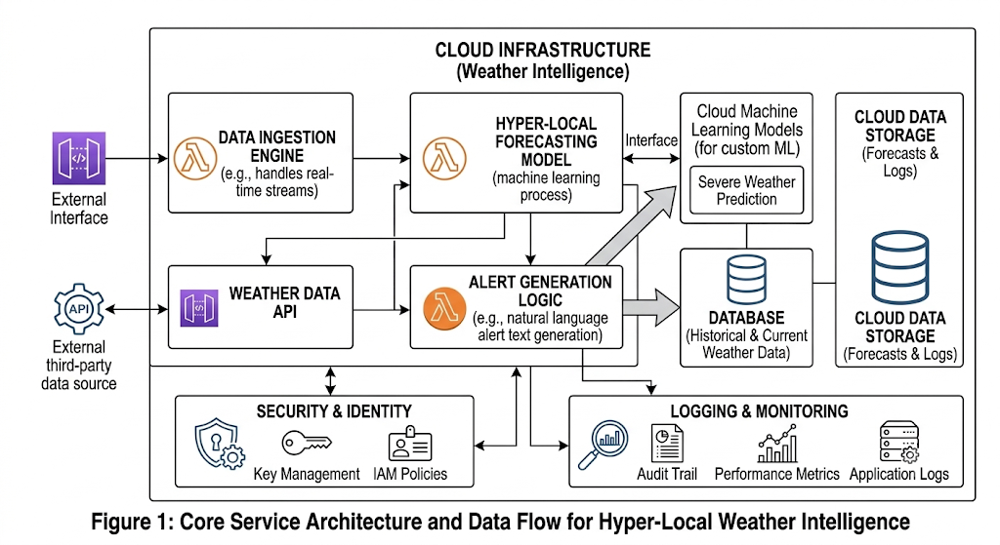 CLOUD INFRASTRUCTURE
(Weather Intelligence)
External
Interface
DATA INGESTION
ENGINE
(e.g., handles real-
time streams)
HYPER-LOCAL
FORECASTING
MODEL
(machine learning
process)
Interface
Cloud Machine
Learning Models
(for custom ML)
Severe Weather
Prediction
CLOUD DATA
STORAGE
(Forecasts &
Logs)
API
External
third-party
data source
WEATHER DATA
API
ALERT GENERATION
LOGIC
(e.g., natural language
alert text generation)
DATABASE
(Historical & Current
Weather Data)
CLOUD DATA
STORAGE
(Forecasts & Logs)
SECURITY & IDENTITY
Key Management
IAM Policies
LOGGING & MONITORING
Audit Trail
Performance Metrics
Application Logs
Figure 1: Core Service Architecture and Data Flow for Hyper-Local Weather Intelligence